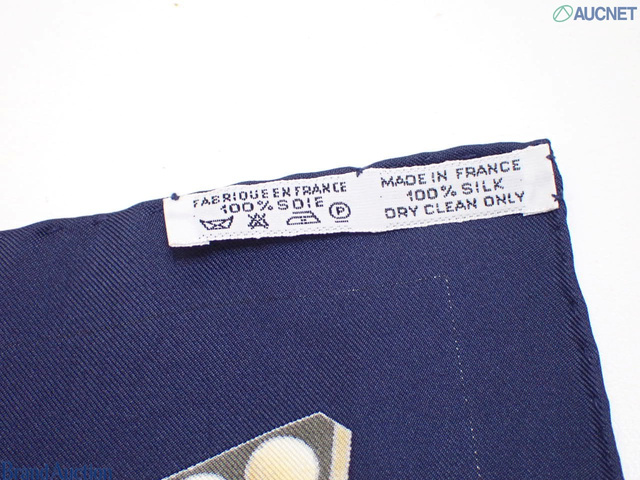 AUCNET
FABRIQUE EN FRANCE
100% SOIE
P
MADE IN FRANCE
100% SILK
DRY CLEAN ONLY
Brand Auction